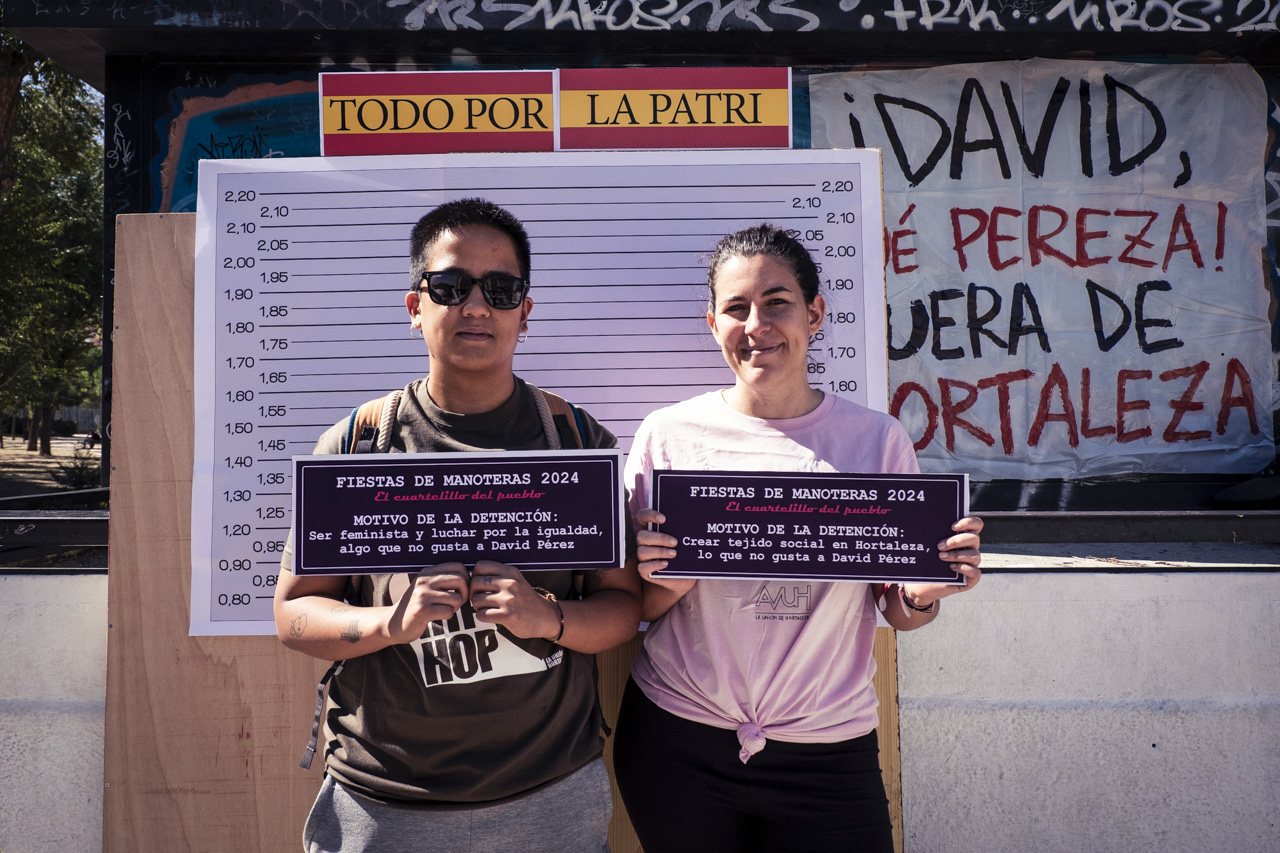 TODO POR
LA PATRI
¡DAVID,
É PEREZA!
UERA DE
ORTALEZA
2,20
2,10
2,10
2,05
2,00
1,95
1,90
1,85
1,80
1,75
1,70
1,65
1,60
1,55
1,50
1,45
1,40
1,35
1,30
1,25
1,20
0,95
0,90
0,80
2,20
2,10
2,10
2,05
2,00
1,90
1,80
1,70
1,60
FIESTAS DE MANOTERAS 2024
El cuartelillo del pueblo
MOTIVO DE LA DETENCIÓN:
Ser feminista y luchar por la igualdad,
algo que no gusta a David Pérez
FIESTAS DE MANOTERAS 2024
El cuartelillo del pueblo
MOTIVO DE LA DETENCIÓN:
Crear tejido social en Hortaleza,
lo que no gusta a David Pérez
HOP
AVUH
LA UNIÓN DE HORTALEZA